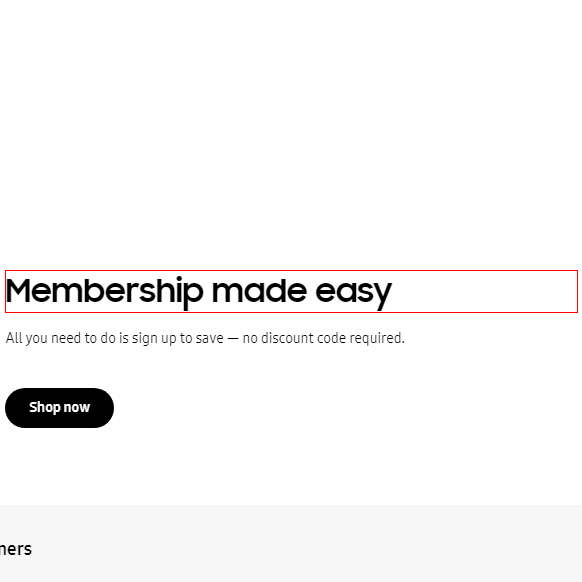 Membership made easy
All you need to do is sign up to save — no discount code required.
Shop now